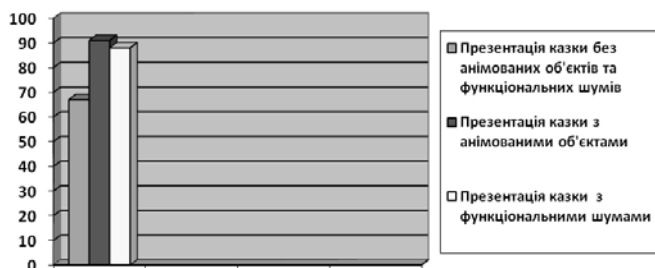 100
90
80
70
60
50
40
30
20
10
0
Презентація казки без
анімованих об'єктів та
функціональних шумів
Презентація казки з
анімованими об'єктами
Презентація казки з
функціональними шумами